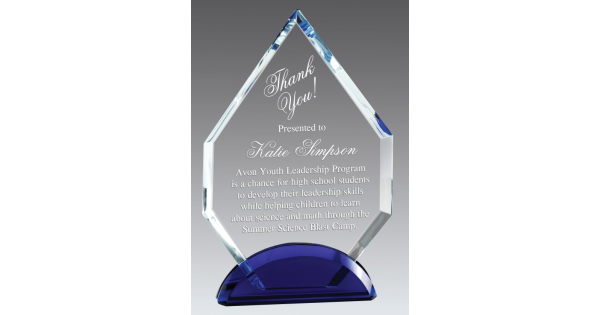 Thank
You!
Presented to
Katie Simpson
Avon Youth Leadership Program
is a chance for high school students
to develop their leadership skills
while helping children to learn
about science and math through the
Summer Science Blast Camp.